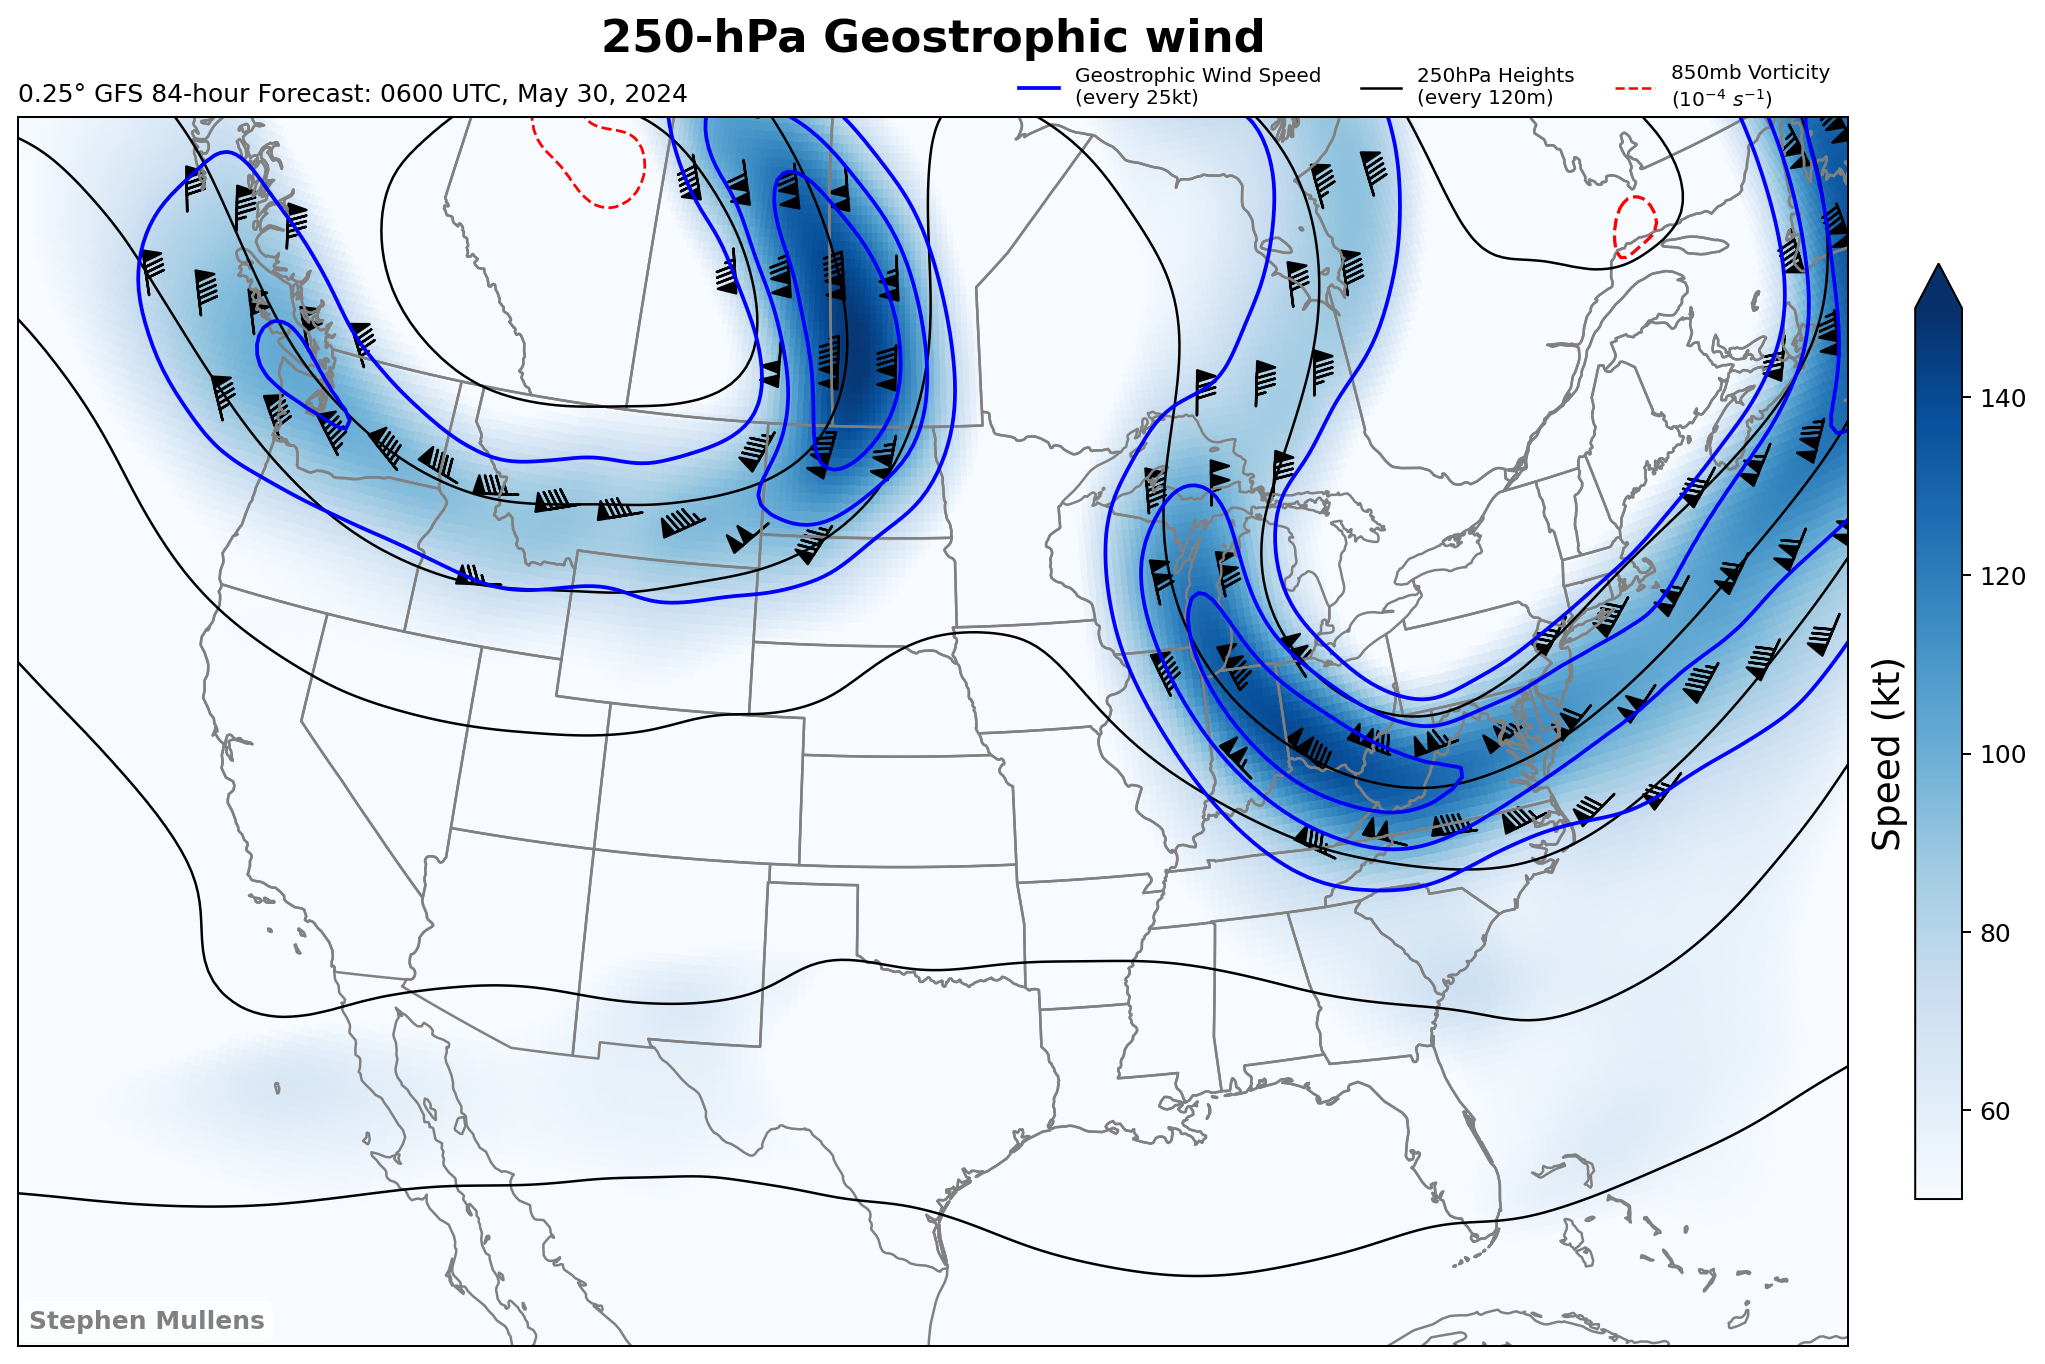 250-hPa Geostrophic wind
0.25° GFS 84-hour Forecast: 0600 UTC, May 30, 2024
Geostrophic Wind Speed
(every 25kt)
250hPa Heights
(every 120m)
850mb Vorticity
(10⁻⁴ s⁻¹)
140
120
100
80
60
Speed (kt)
Stephen Mullens